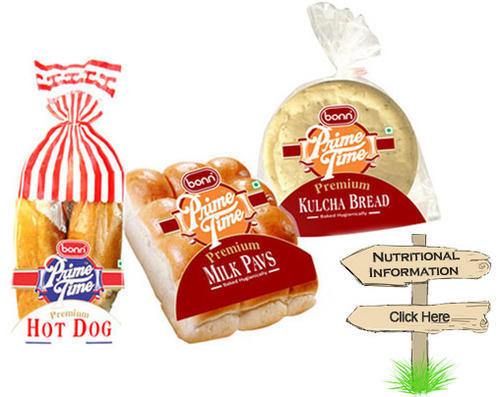 bonn
Prime
Time
Premium
HOT DOG
bonn
Prime
Time
Premium
MILK PAVS
Baked Hygienically
bonn
Prime
Time
Premium
KULCHA BREAD
Baked Hygienically
NUTRITIONAL
INFORMATION
Click Here